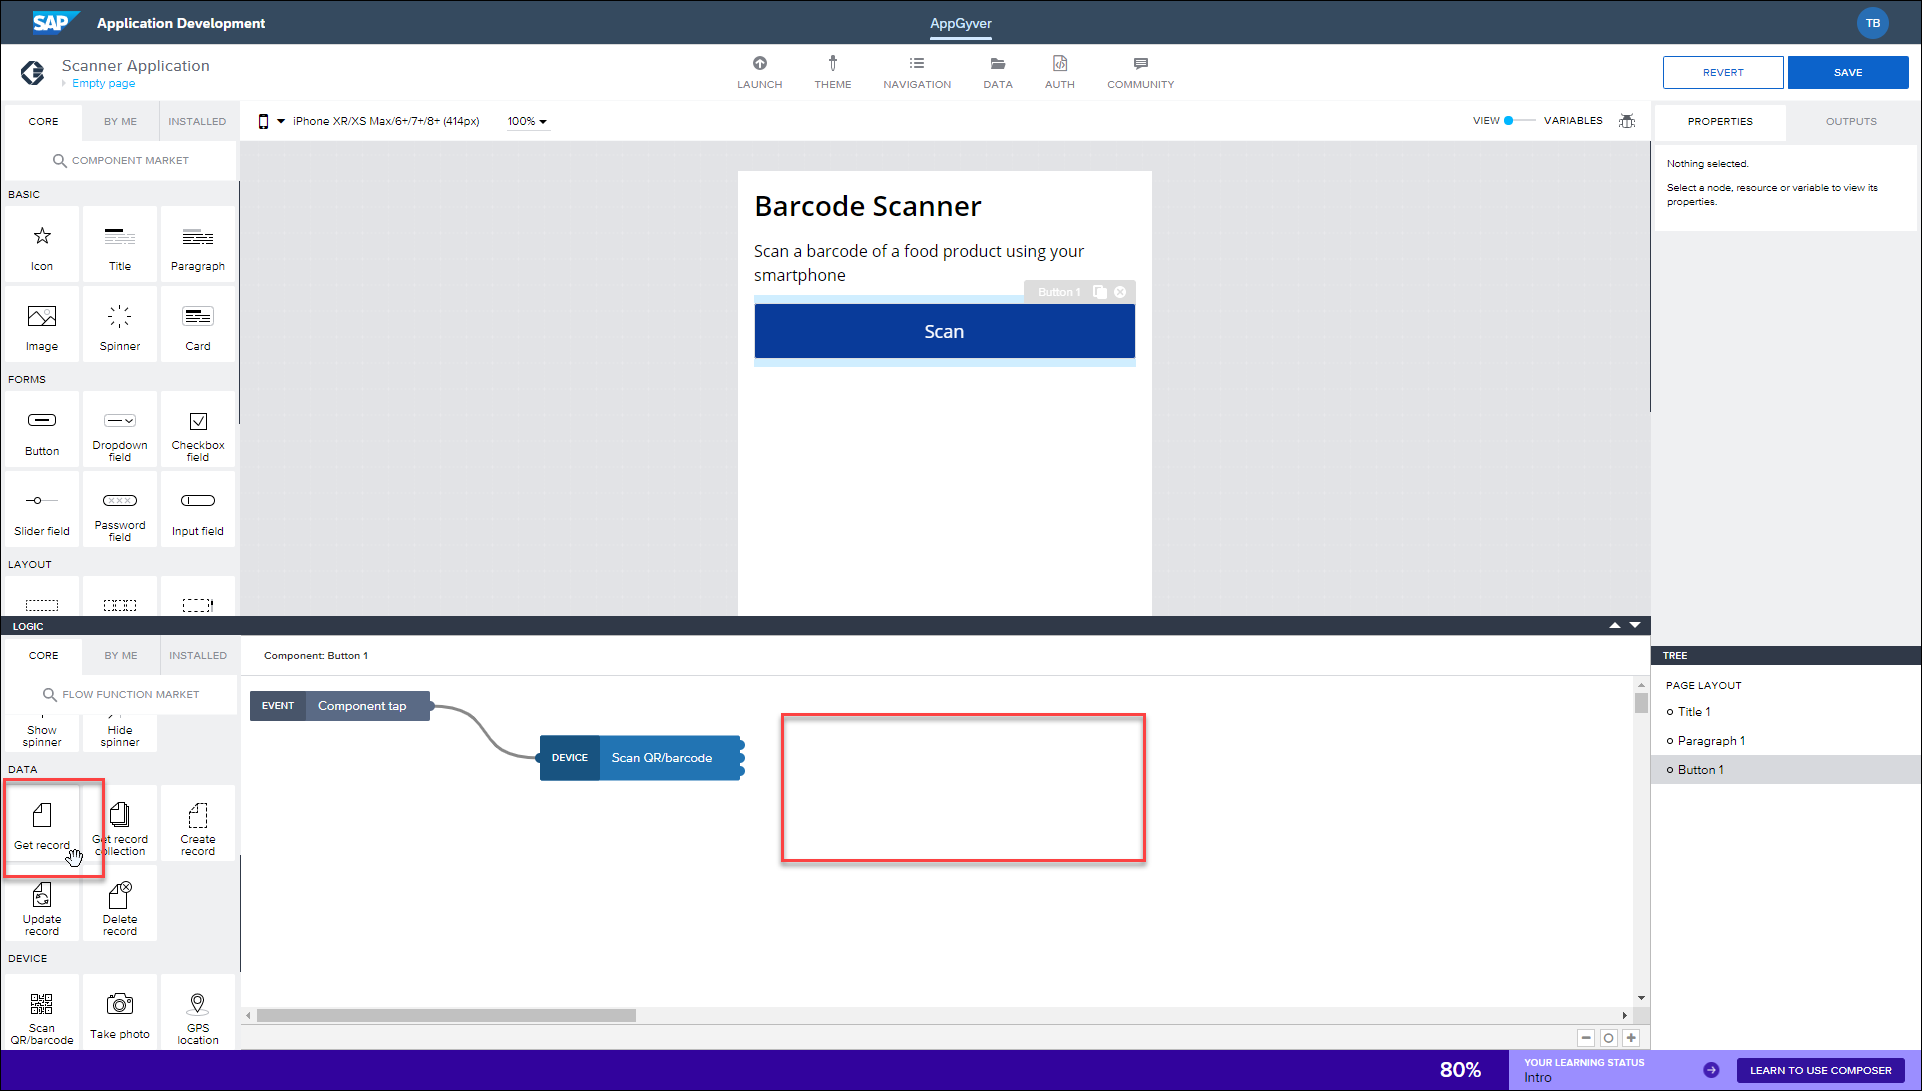 SAP Application Development
AppGyver
TB
Scanner Application
Empty page
LAUNCH
THEME
NAVIGATION
DATA
AUTH
COMMUNITY
REVERT
SAVE
CORE
BY ME
INSTALLED
iPhone XR/XS Max/6+/7+/8+ (414px)
100%
VIEW
VARIABLES
PROPERTIES
OUTPUTS
COMPONENT MARKET
Nothing selected.
Select a node, resource or variable to view its
properties.
BASIC
Icon
Title
Paragraph
Image
Spinner
Card
FORMS
Button
Dropdown
field
Checkbox
field
Slider field
Password
field
Input field
LAYOUT
Barcode Scanner
Scan a barcode of a food product using your
smartphone
Button 1
Scan
LOGIC
CORE
BY ME
INSTALLED
Component: Button 1
FLOW FUNCTION MARKET
Show
spinner
Hide
spinner
DATA
Get record
Get record
collection
Create
record
Update
record
Delete
record
DEVICE
Scan
QR/barcode
Take photo
GPS
location
EVENT
Component tap
DEVICE
Scan QR/barcode
TREE
PAGE LAYOUT
Title 1
Paragraph 1
Button 1
80%
YOUR LEARNING STATUS
Intro
LEARN TO USE COMPOSER